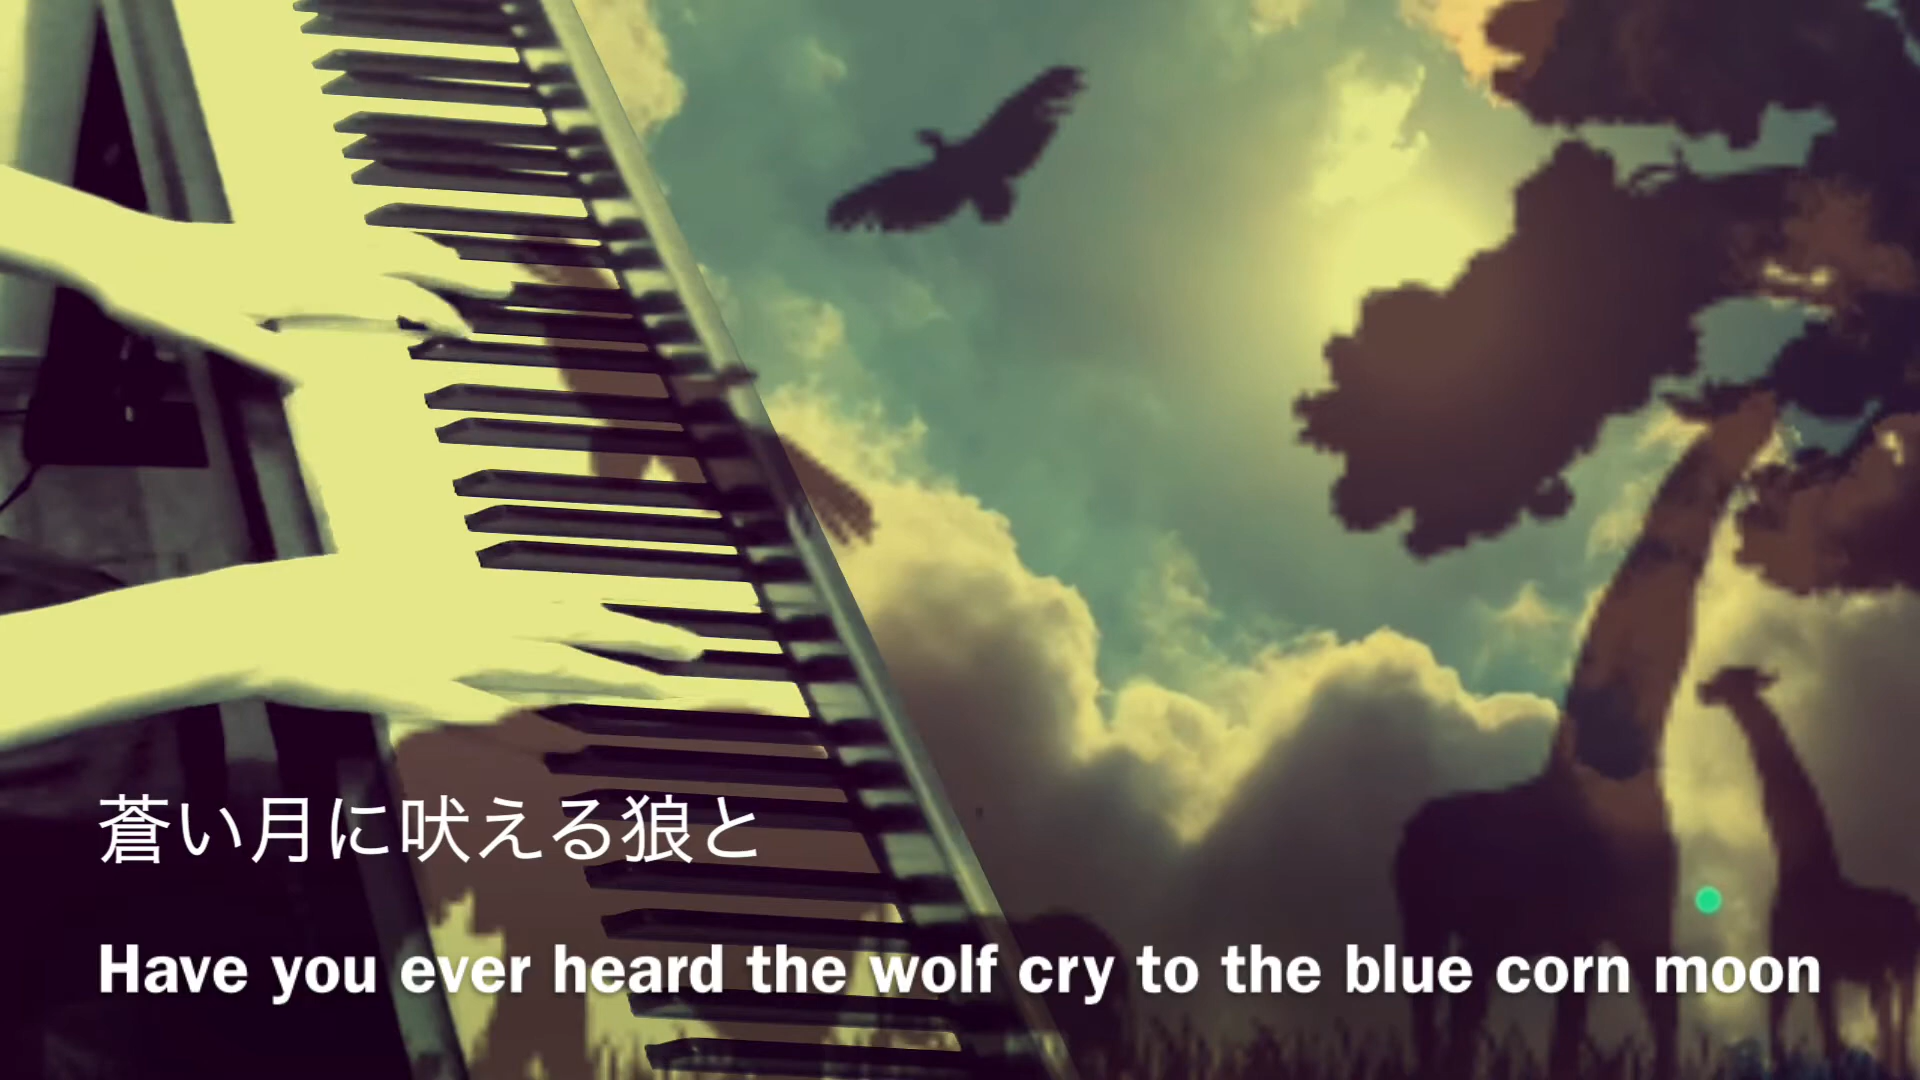 蒼い月に吠える狼と
Have you ever heard the wolf cry to the blue corn moon